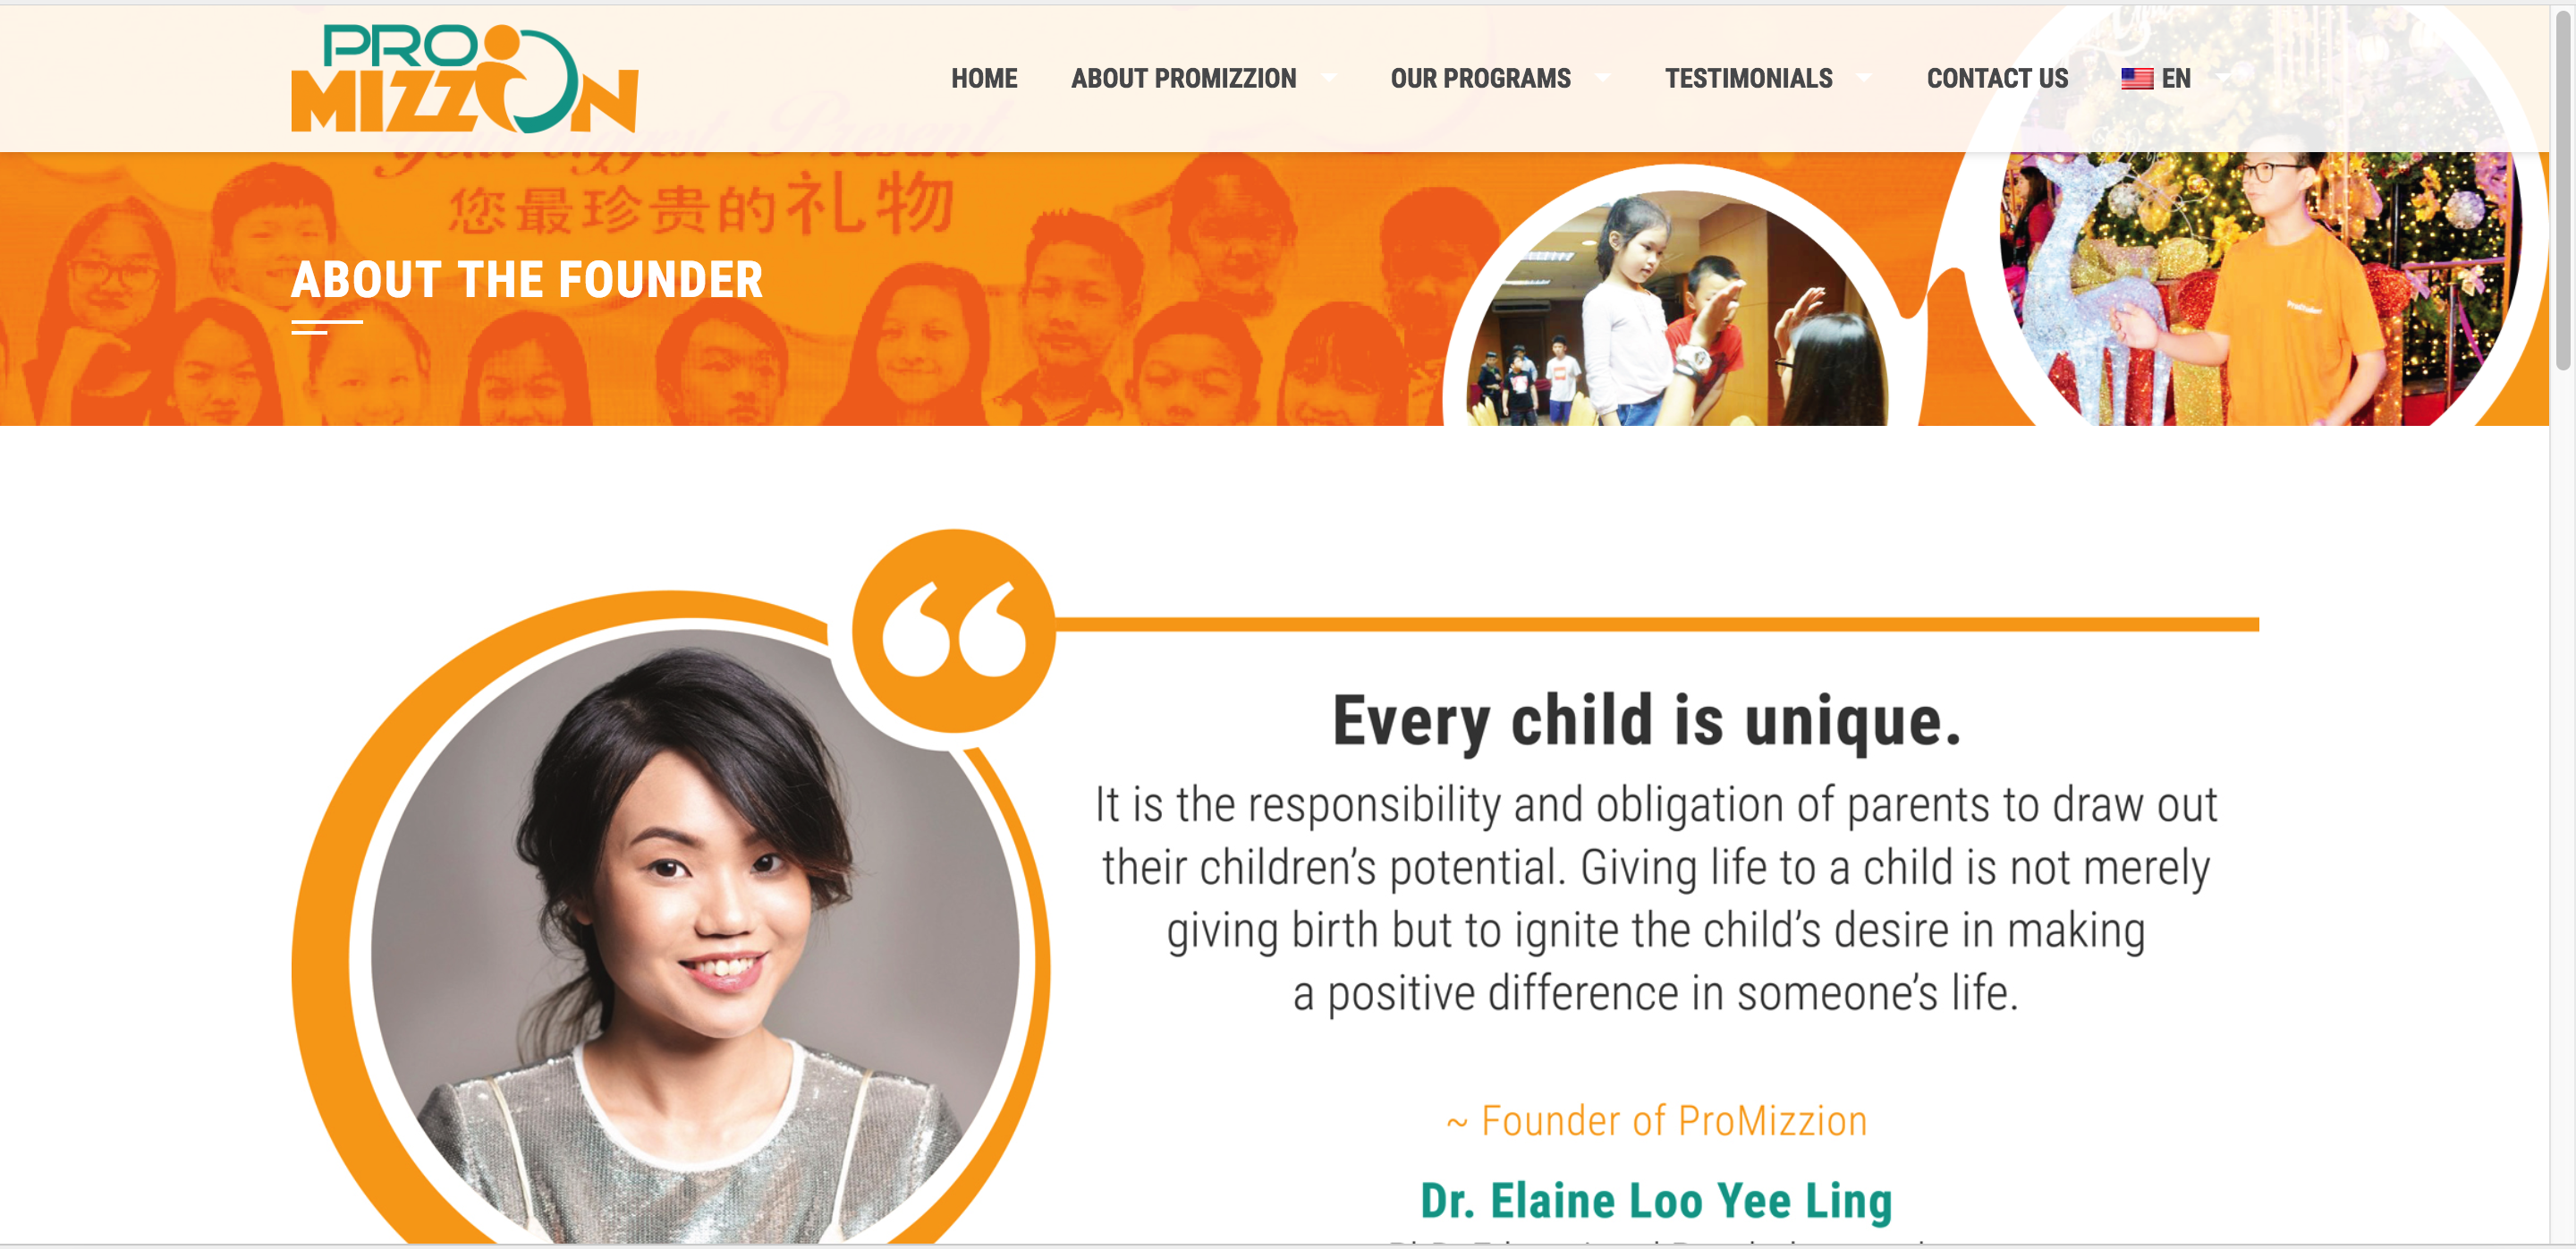 PRO
MIZZION
HOME ABOUT PROMIZZION OUR PROGRAMS TESTIMONIALS CONTACT US EN
您最珍贵的礼物
ABOUT THE FOUNDER
Every child is unique.
It is the responsibility and obligation of parents to draw out
their children’s potential. Giving life to a child is not merely
giving birth but to ignite the child’s desire in making
a positive difference in someone’s life.
~ Founder of ProMizzion
Dr. Elaine Loo Yee Ling